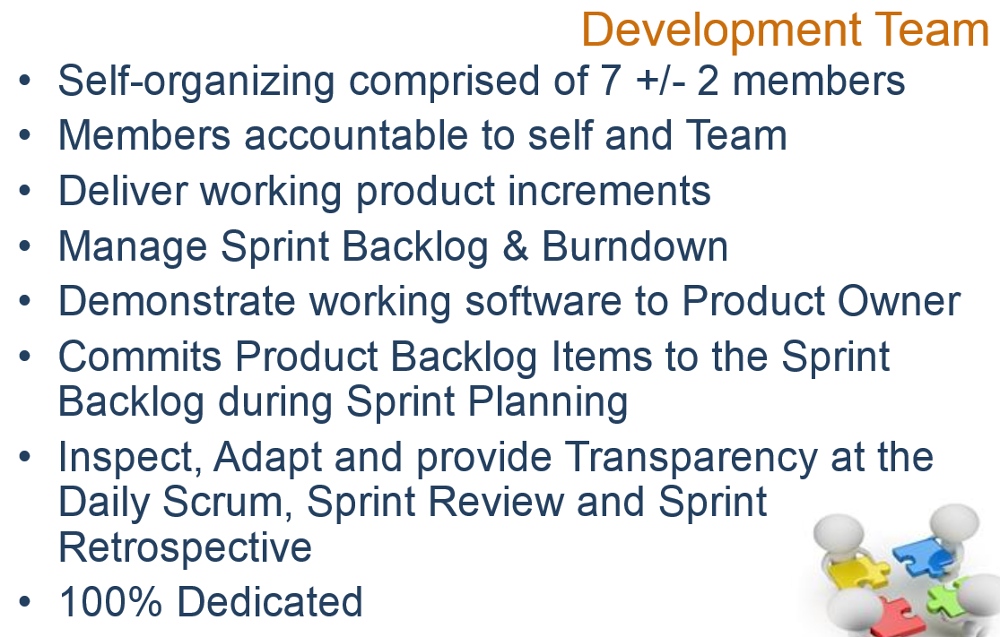 Development Team
• Self-organizing comprised of 7 +/- 2 members
• Members accountable to self and Team
• Deliver working product increments
• Manage Sprint Backlog & Burndown
• Demonstrate working software to Product Owner
• Commits Product Backlog Items to the Sprint
Backlog during Sprint Planning
• Inspect, Adapt and provide Transparency at the
Daily Scrum, Sprint Review and Sprint
Retrospective
• 100% Dedicated